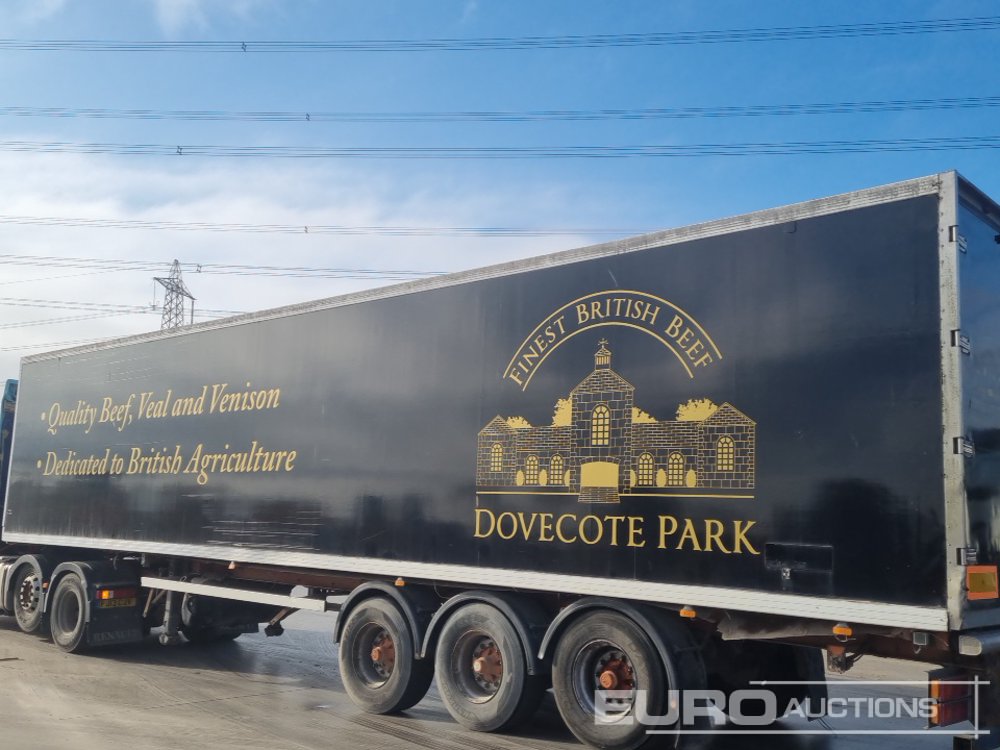 • Quality Beef, Veal and Venison
• Dedicated to British Agriculture
FINEST BRITISH BEEF
DOVECOTE PARK
EURO AUCTIONS